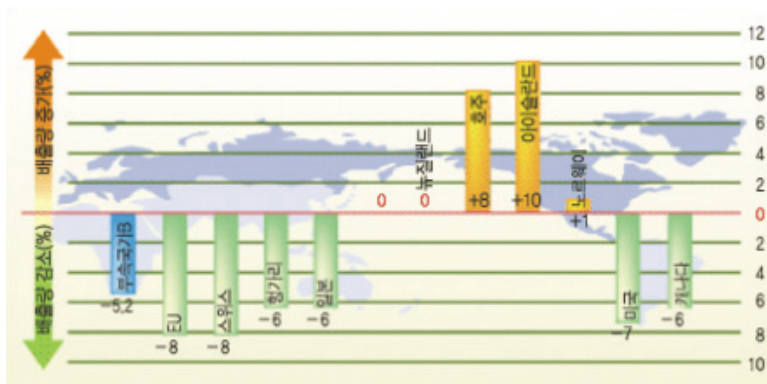 배출량 증가(%)
배출량 감소(%)
12
10
8
6
4
2
0
2
4
6
8
10
부속국가B
-5.2
EU
-8
스위스
-8
헝가리
-6
일본
-6
0
뉴질랜드
0
호주
+8
아이슬란드
+10
노르웨이
+1
미국
-7
캐나다
-6